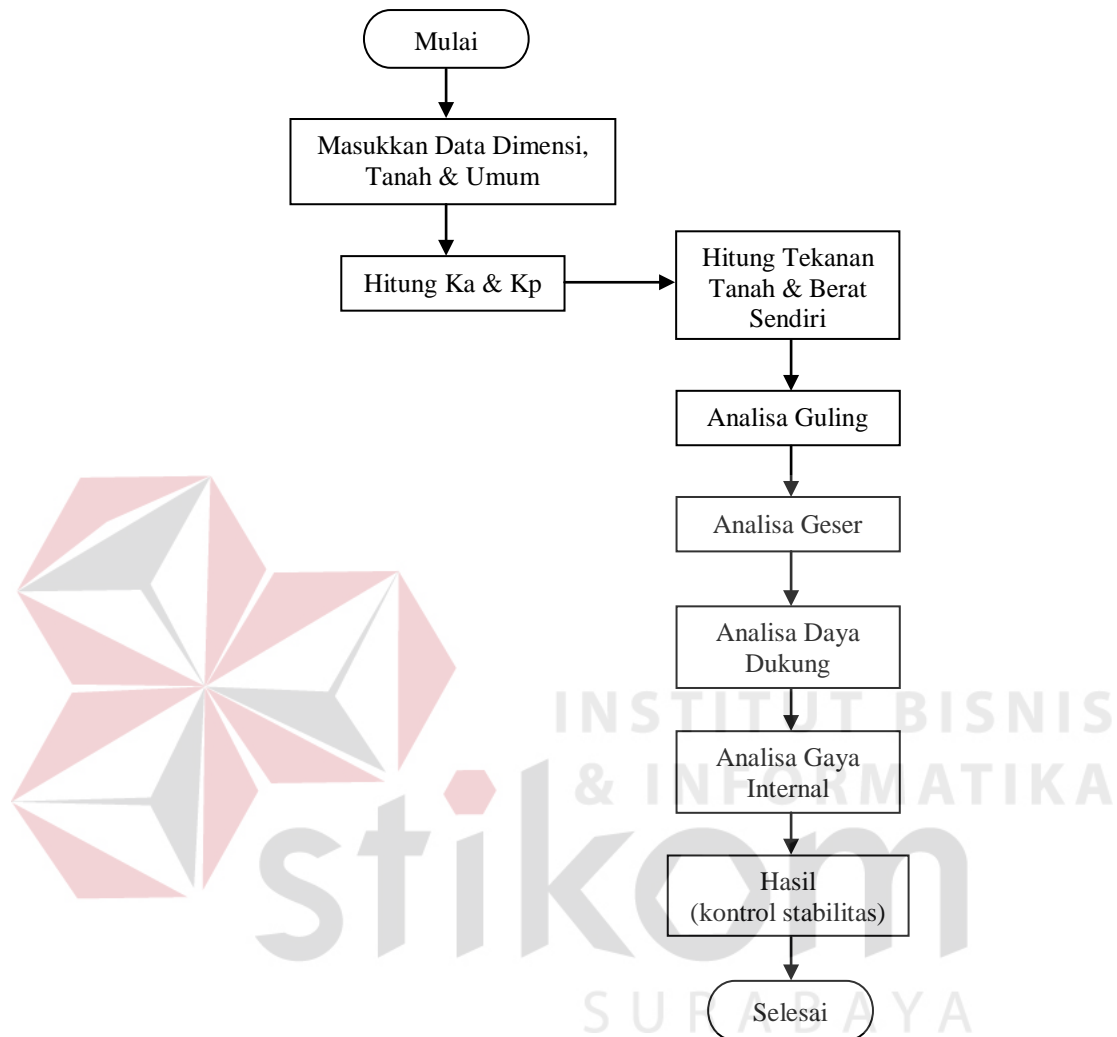 Mulai
Masukkan Data Dimensi,
Tanah & Umum
Hitung Ka & Kp
Hitung Tekanan
Tanah & Berat
Sendiri
Analisa Guling
Analisa Geser
Analisa Daya
Dukung
Analisa Gaya
Internal
Hasil
(kontrol stabilitas)
Selesai
INSTITUT BISNIS
& INFORMATIKA
stikom
SURABAYA